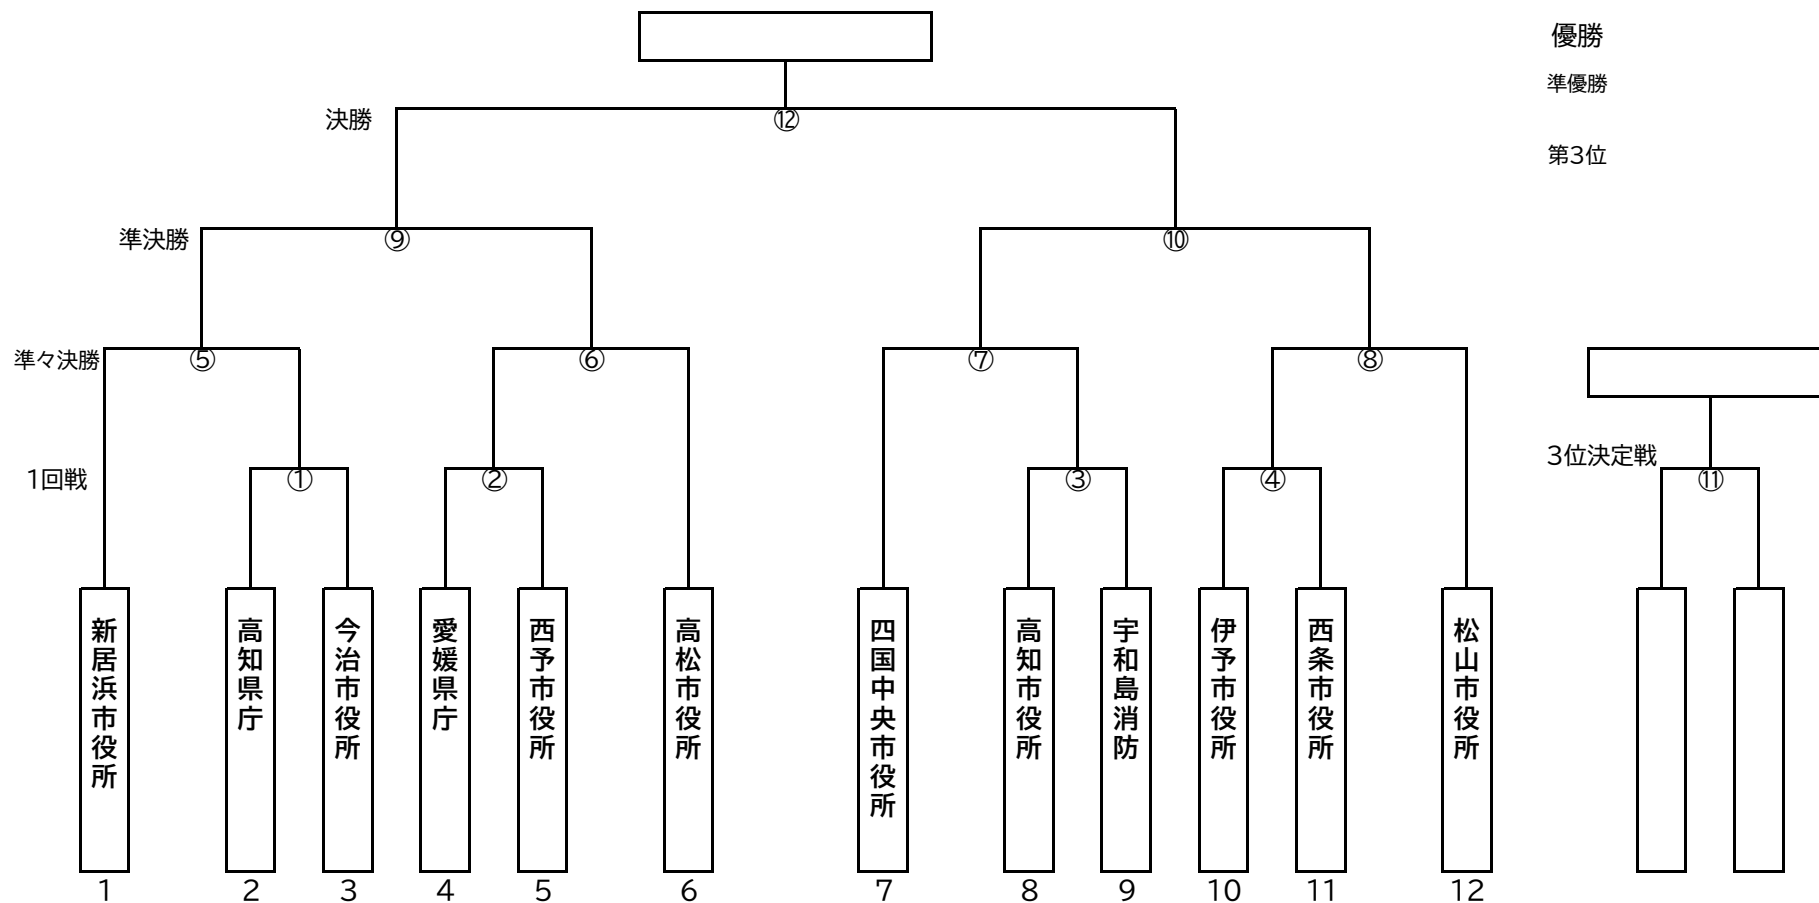 優勝
準優勝
決勝
⑫
第3位
準決勝
⑨
⑩
準々決勝
⑤
⑥
⑦
⑧
3位決定戦
1回戦
①
②
③
④
⑪
新居浜市役所
高知県庁
今治市役所
愛媛県庁
西予市役所
高松市役所
四国中央市役所
高知市役所
宇和島消防
伊予市役所
西条市役所
松山市役所
1
2
3
4
5
6
7
8
9
10
11
12